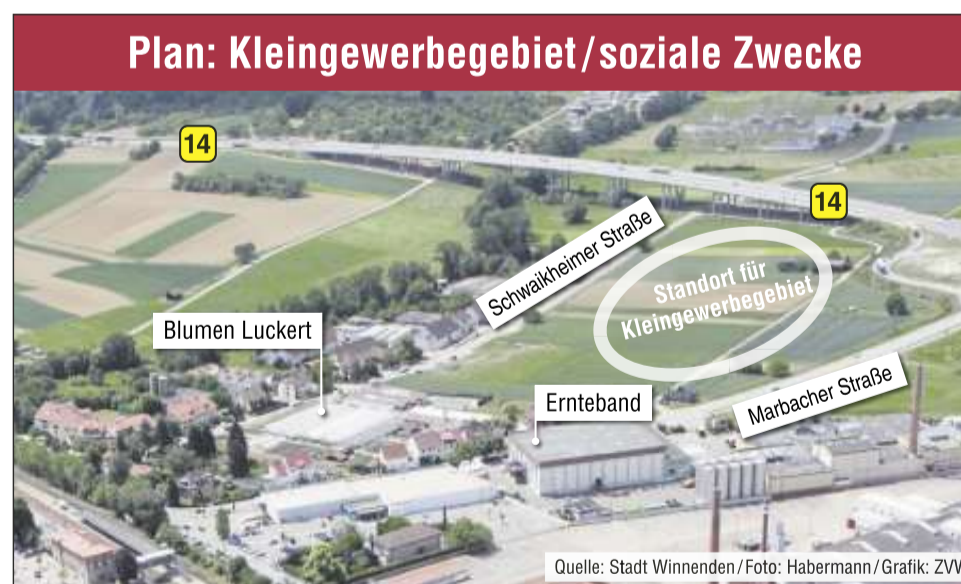 Plan: Kleingewerbegebiet/soziale Zwecke
14
14
Schwaikheimer Straße
Standort für
Kleingewerbegebiet
Blumen Luckert
Ernteband
Marbacher Straße
Quelle: Stadt Winnenden/Foto: Habermann/Grafik: ZVW